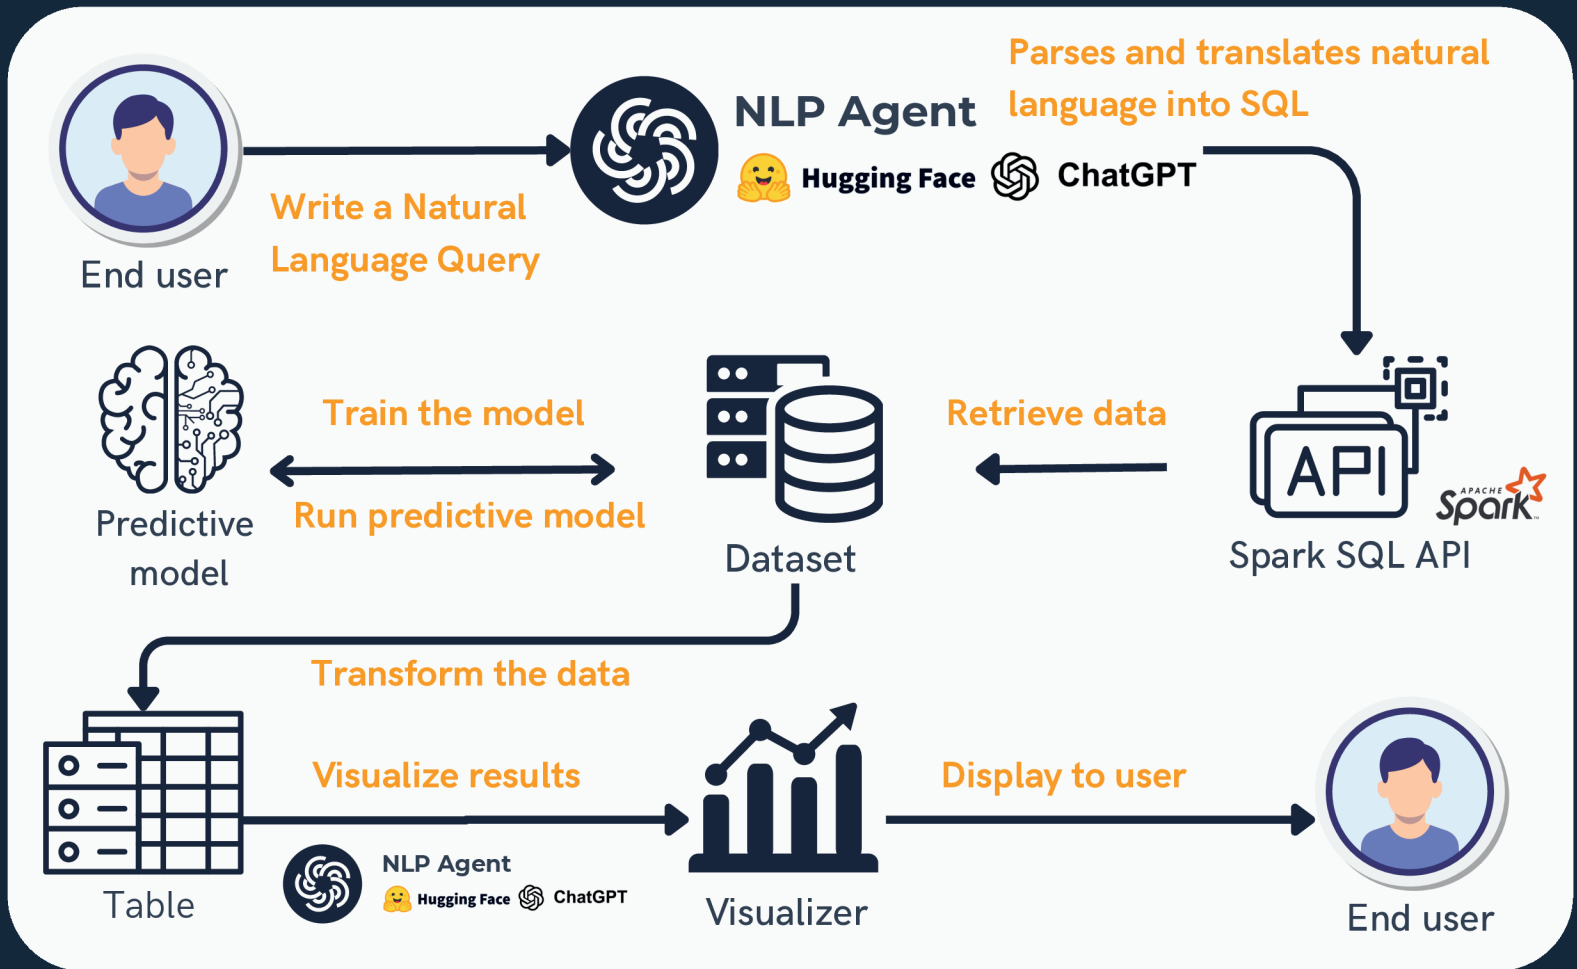 Parses and translates natural
language into SQL
NLP Agent
Hugging Face
ChatGPT
Write a Natural
Language Query
End user
Train the model
Run predictive model
Predictive
model
Dataset
Retrieve data
API
APACHE
Spark
Spark SQL API
Transform the data
Visualize results
Display to user
NLP Agent
Hugging Face
ChatGPT
Table
Visualizer
End user